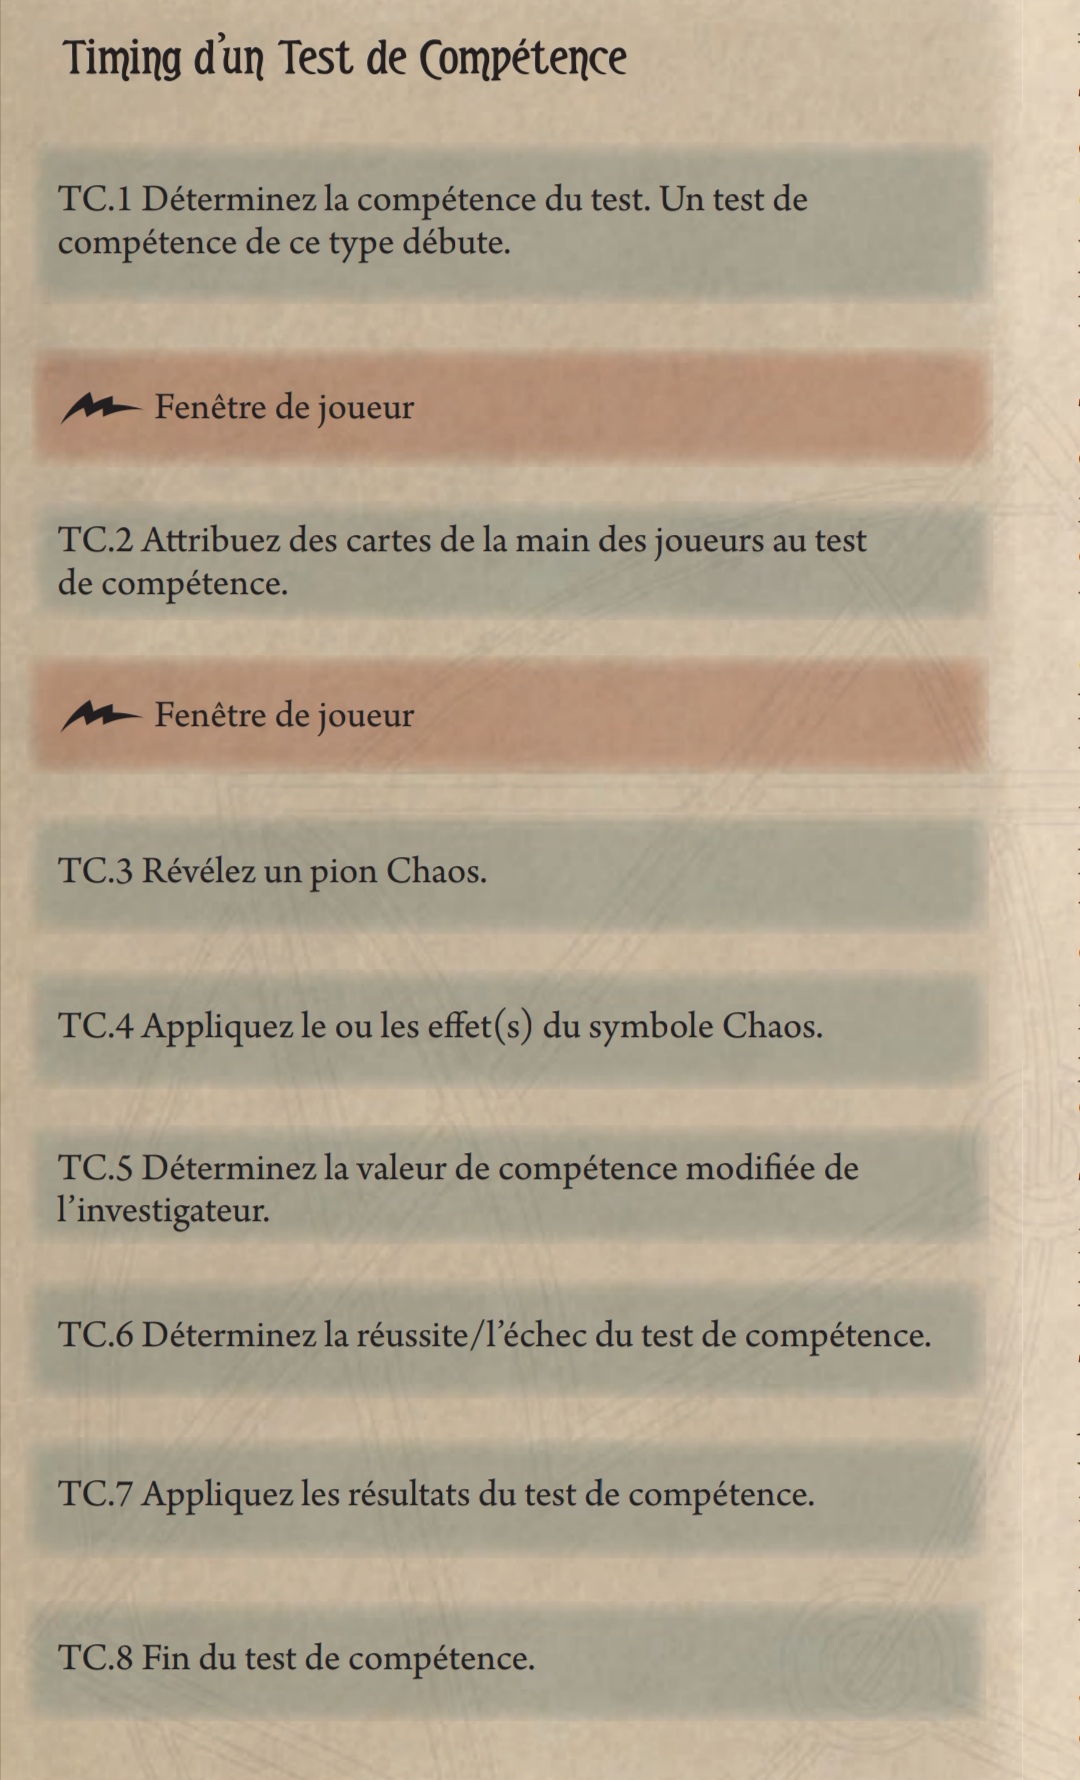 Timing d'un Test de Compétence
TC.1 Déterminez la compétence du test. Un test de
compétence de ce type débute.
Fenêtre de joueur
TC.2 Attribuez des cartes de la main des joueurs au test
de compétence.
Fenêtre de joueur
TC.3 Révélez un pion Chaos.
TC.4 Appliquez le ou les effet(s) du symbole Chaos.
TC.5 Déterminez la valeur de compétence modifiée de
l'investigateur.
TC.6 Déterminez la réussite/l'échec du test de compétence.
TC.7 Appliquez les résultats du test de compétence.
TC.8 Fin du test de compétence.